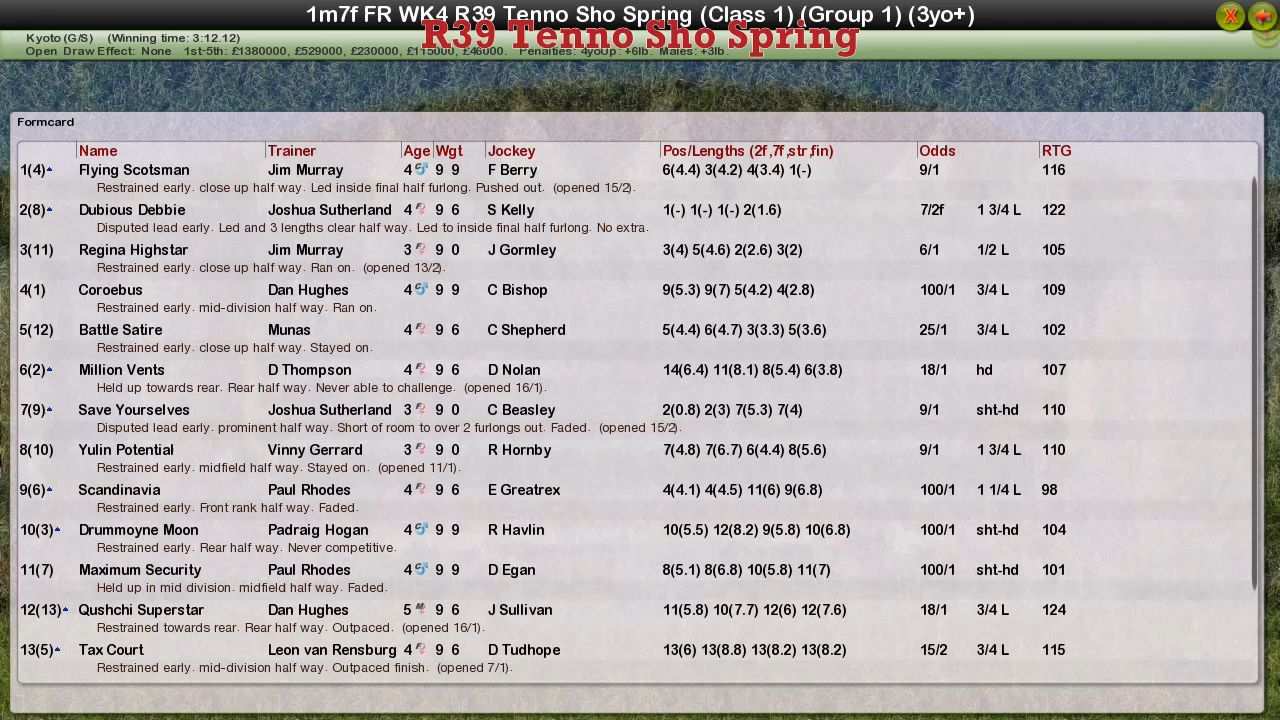 1m7f FR WK4 R39 Tenno Sho Spring (Class 1) (Group 1) (3yo+)
R39 Tenno Sho Spring
Kyoto (G/S) (Winning time: 3:12.12)
Open Draw Effect: None 1st-5th: £1380000, £529000, £230000, £115000, £46000. Penalties: 4yoUp: +6lb. Males: +3lb.
Formcard
Name Trainer Age Wgt Jockey Pos/Lengths (2f,7f,str,fin) Odds RTG
1(4) Flying Scotsman Jim Murray 4 9 9 F Berry 6(4.4) 3(4.2) 4(3.4) 1(-) 9/1 116
Restrained early. close up half way. Led inside final half furlong. Pushed out. (opened 15/2).
2(8) Dubious Debbie Joshua Sutherland 4 9 6 S Kelly 1(-) 1(-) 1(-) 2(1.6) 7/2f 1 3/4 L 122
Disputed lead early. Led and 3 lengths clear half way. Led to inside final half furlong. No extra.
3(11) Regina Highstar Jim Murray 3 9 0 J Gormley 3(4) 5(4.6) 2(2.6) 3(2) 6/1 1/2 L 105
Restrained early. close up half way. Ran on. (opened 13/2).
4(1) Coroebus Dan Hughes 4 9 9 C Bishop 9(5.3) 9(7) 5(4.2) 4(2.8) 100/1 3/4 L 109
Restrained early. mid-division half way. Ran on.
5(12) Battle Satire Munas 4 9 6 C Shepherd 5(4.4) 6(4.7) 3(3.3) 5(3.6) 25/1 3/4 L 102
Restrained early. close up half way. Stayed on.
6(2) Million Vents D Thompson 4 9 6 D Nolan 14(6.4) 11(8.1) 8(5.4) 6(3.8) 18/1 hd 107
Held up towards rear. Rear half way. Never able to challenge. (opened 16/1).
7(9) Save Yourselves Joshua Sutherland 3 9 0 C Beasley 2(0.8) 2(3) 7(5.3) 7(4) 9/1 sht-hd 110
Disputed lead early. prominent half way. Short of room to over 2 furlongs out. Faded. (opened 15/2).
8(10) Yulin Potential Vinny Gerrard 3 9 0 R Hornby 7(4.8) 7(6.7) 6(4.4) 8(5.6) 9/1 1 3/4 L 110
Restrained early. midfield half way. Stayed on. (opened 11/1).
9(6) Scandinavia Paul Rhodes 4 9 6 E Greatrex 4(4.1) 4(4.5) 11(6) 9(6.8) 100/1 1 1/4 L 98
Restrained early. Front rank half way. Faded.
10(3) Drummoyne Moon Padraig Hogan 4 9 9 R Havlin 10(5.5) 12(8.2) 9(5.8) 10(6.8) 100/1 sht-hd 104
Restrained early. Rear half way. Never competitive.
11(7) Maximum Security Paul Rhodes 4 9 9 D Egan 8(5.1) 8(6.8) 10(5.8) 11(7) 100/1 sht-hd 101
Held up in mid division. midfield half way. Faded.
12(13) Qushchi Superstar Dan Hughes 5 9 6 J Sullivan 11(5.8) 10(7.7) 12(6) 12(7.6) 18/1 3/4 L 124
Restrained towards rear. Rear half way. Outpaced. (opened 16/1).
13(5) Tax Court Leon van Rensburg 4 9 6 D Tudhope 13(6) 13(8.8) 13(8.2) 13(8.2) 15/2 3/4 L 115
Restrained early. mid-division half way. Outpaced finish. (opened 7/1).